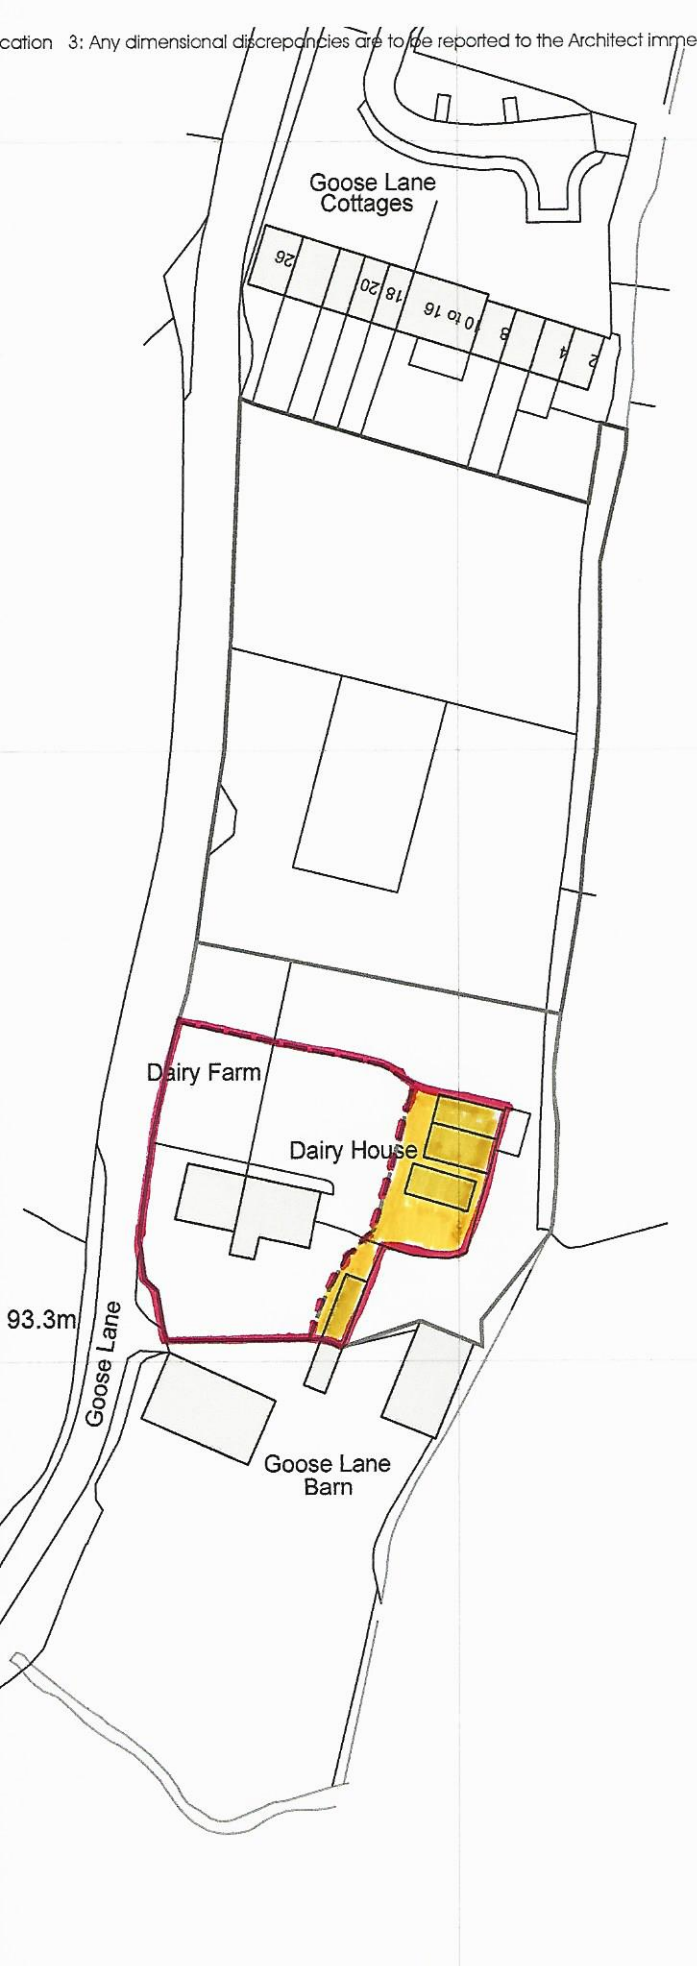 cation 3: Any dimensional discrepancies are to be reported to the Architect imme
Goose Lane
Cottages
26
20
18
10 to 16
8
4
2
Dairy Farm
Dairy House
93.3m
Goose Lane
Goose Lane
Barn